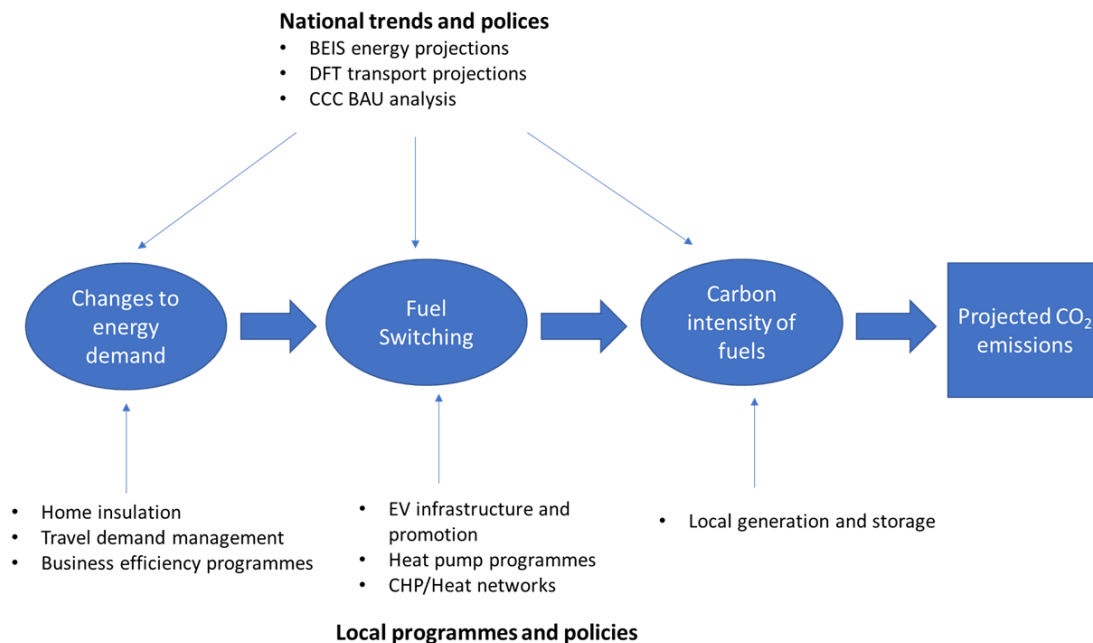 National trends and polices
• BEIS energy projections
• DFT transport projections
• CCC BAU analysis
Changes to
energy
demand
Fuel
Switching
Carbon
intensity of
fuels
Projected CO₂
emissions
• Home insulation
• Travel demand management
• Business efficiency programmes
• EV infrastructure and
promotion
• Heat pump programmes
• CHP/Heat networks
• Local generation and storage
Local programmes and policies